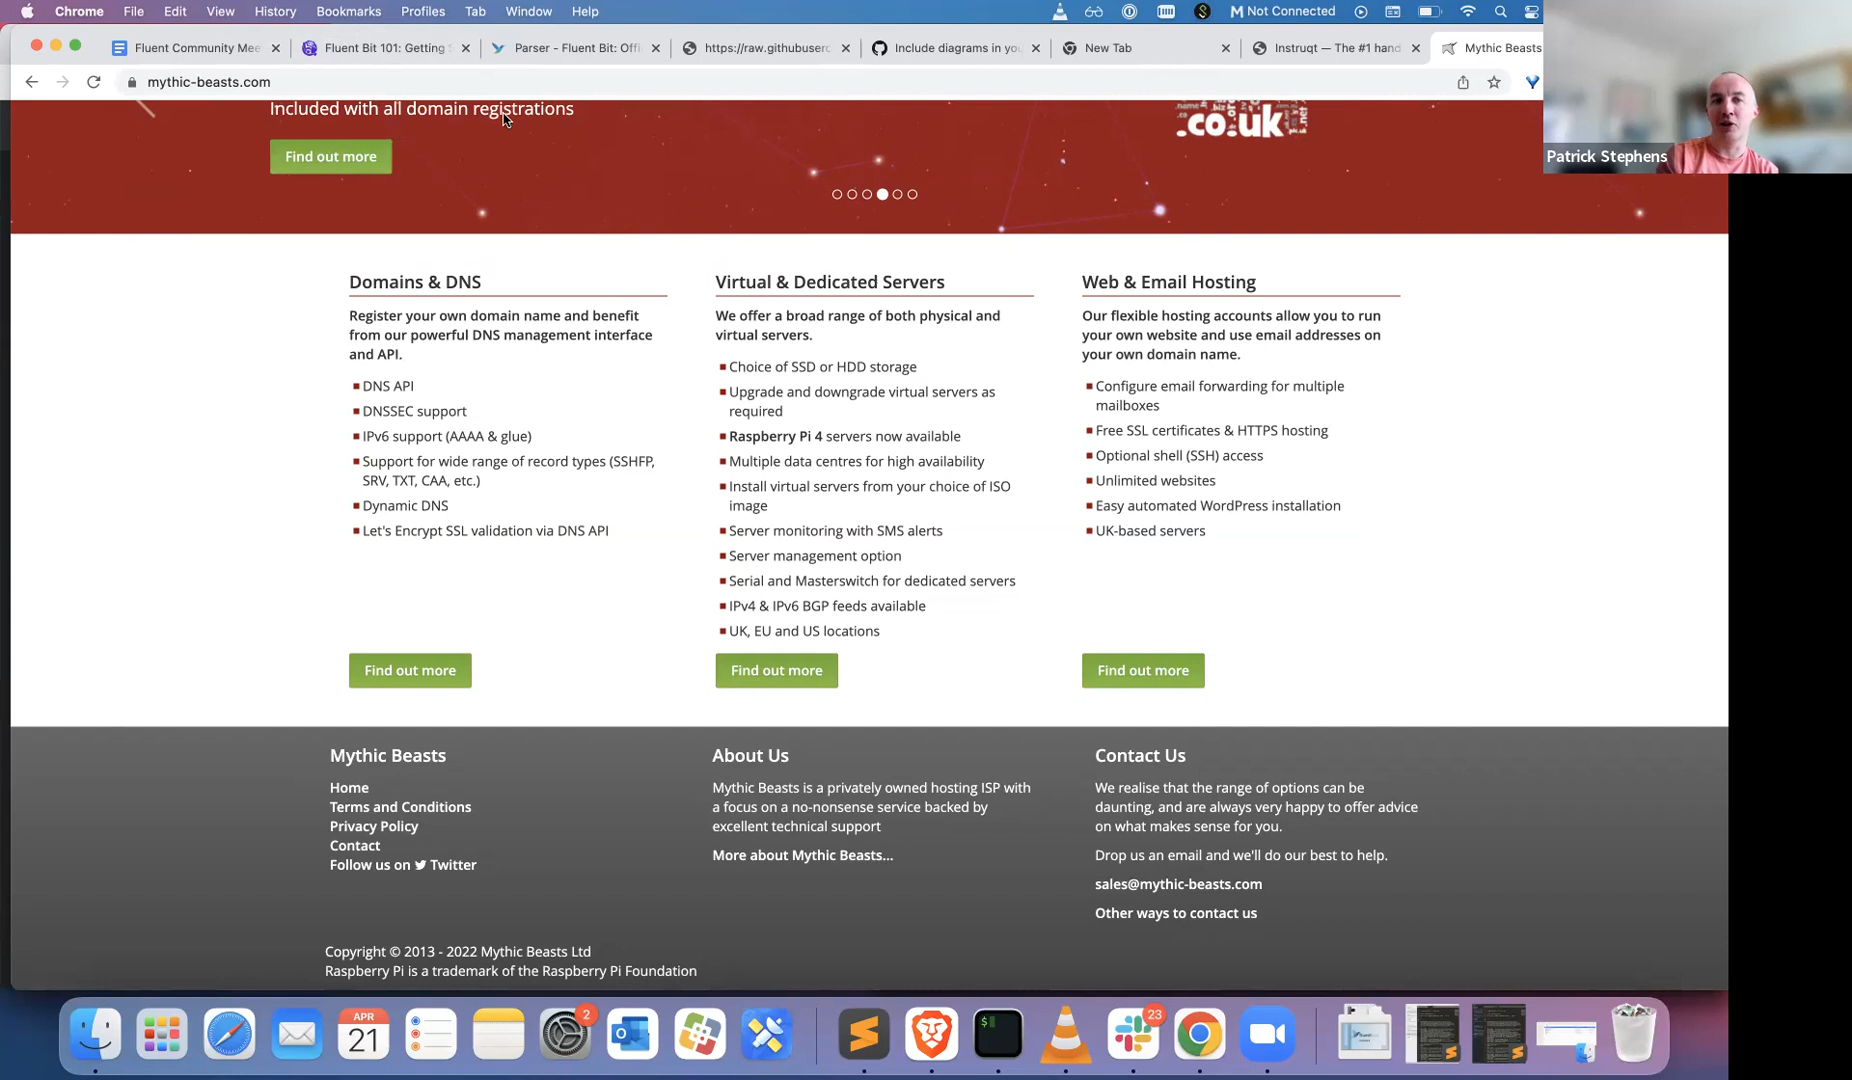 Chrome File Edit View History Bookmarks Profiles Tab Window Help
Not Connected
Fluent Community Mee
Fluent Bit 101: Getting S
Parser - Fluent Bit: Offi
https://raw.githubuserc
Include diagrams in you
New Tab
Instruqt — The #1 hand
Mythic Beasts
mythic-beasts.com
Patrick Stephens
Included with all domain registrations
.co.uk
Find out more
Domains & DNS
Register your own domain name and benefit
from our powerful DNS management interface
and API.
DNS API
DNSSEC support
IPv6 support (AAAA & glue)
Support for wide range of record types (SSHFP,
SRV, TXT, CAA, etc.)
Dynamic DNS
Let's Encrypt SSL validation via DNS API
Find out more
Virtual & Dedicated Servers
We offer a broad range of both physical and
virtual servers.
Choice of SSD or HDD storage
Upgrade and downgrade virtual servers as
required
Raspberry Pi 4 servers now available
Multiple data centres for high availability
Install virtual servers from your choice of ISO
image
Server monitoring with SMS alerts
Server management option
Serial and Masterswitch for dedicated servers
IPv4 & IPv6 BGP feeds available
UK, EU and US locations
Find out more
Web & Email Hosting
Our flexible hosting accounts allow you to run
your own website and use email addresses on
your own domain name.
Configure email forwarding for multiple
mailboxes
Free SSL certificates & HTTPS hosting
Optional shell (SSH) access
Unlimited websites
Easy automated WordPress installation
UK-based servers
Find out more
Mythic Beasts
Home
Terms and Conditions
Privacy Policy
Contact
Follow us on Twitter
About Us
Mythic Beasts is a privately owned hosting ISP with
a focus on a no-nonsense service backed by
excellent technical support
More about Mythic Beasts...
Contact Us
We realise that the range of options can be
daunting, and are always very happy to offer advice
on what makes sense for you.
Drop us an email and we'll do our best to help.
sales@mythic-beasts.com
Other ways to contact us
Copyright © 2013 - 2022 Mythic Beasts Ltd
Raspberry Pi is a trademark of the Raspberry Pi Foundation
APR
21
2
23